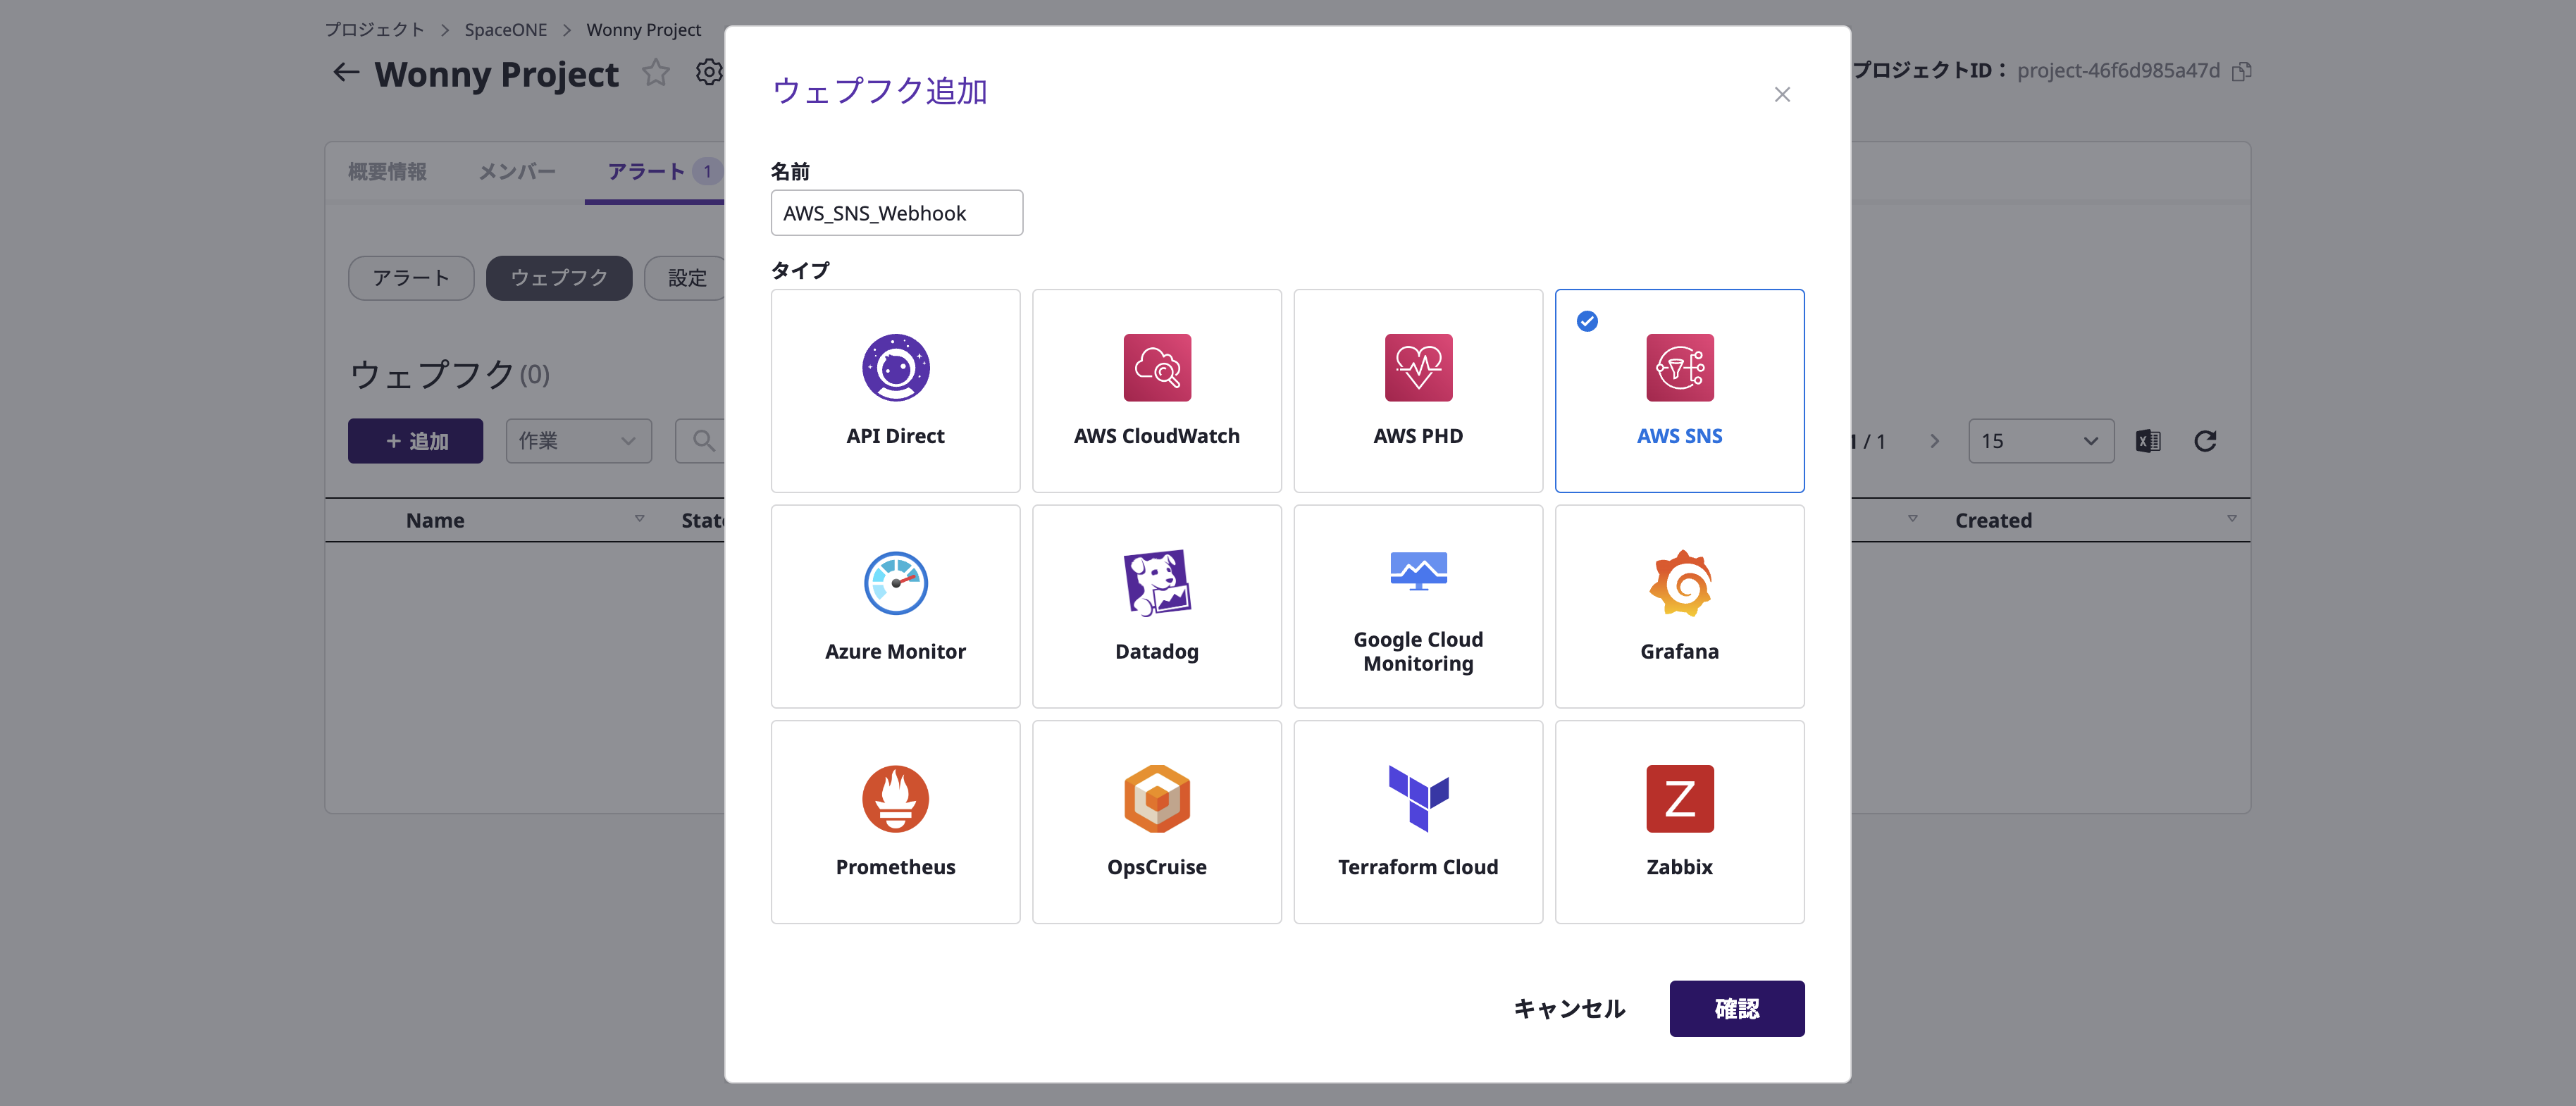 プロジェクト > SpaceONE > Wonny Project
Wonny Project
プロジェクトID： project-46f6d985a47d
概要情報 メンバー アラート 1
アラート ウェブフク 設定
ウェブフク (0)
+ 追加 作業
/ 1 15
Name Created
ウェブフク追加
名前
AWS_SNS_Webhook
タイプ
API Direct AWS CloudWatch AWS PHD AWS SNS
Azure Monitor Datadog Google Cloud
Monitoring Grafana
Prometheus OpsCruise Terraform Cloud Zabbix
キャンセル 確認